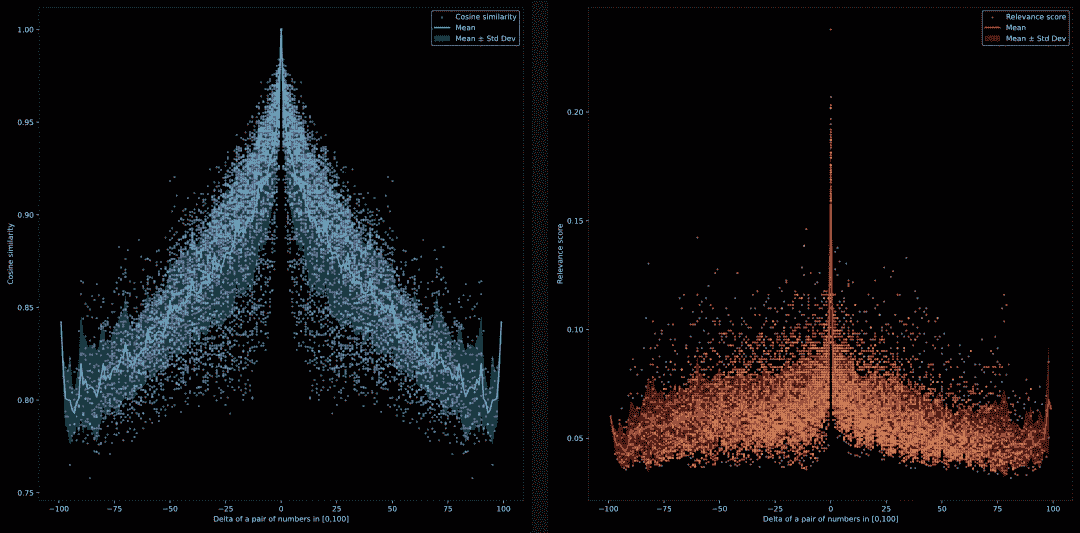 Cosine similarity
Mean
Mean ± Std Dev
1.00
0.95
0.90
0.85
0.80
0.75
Cosine similarity
−100
−75
−50
−25
0
25
50
75
100
Delta of a pair of numbers in [0,100]
Relevance score
Mean
Mean ± Std Dev
0.20
0.15
0.10
0.05
Relevance score
−100
−75
−50
−25
0
25
50
75
100
Delta of a pair of numbers in [0,100]